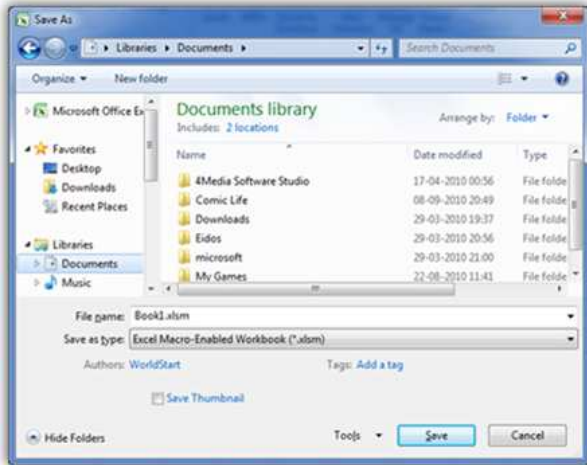 Save As
Libraries Documents
Search Documents
Organize New folder
Microsoft Office Ex
Documents library
Includes: 2 locations
Arrange by: Folder
Favorites
Desktop
Downloads
Recent Places
Libraries
Documents
Music
Name Date modified Type
4Media Software Studio 17-04-2010 00:56 File folde
Comic Life 08-09-2010 20:49 File folde
Downloads 29-03-2010 19:37 File folde
Eidos 29-03-2010 20:56 File folde
microsoft 29-03-2010 21:00 File folde
My Games 22-08-2010 11:41 File folde
File name: Book1.xlsm
Save as type: Excel Macro-Enabled Workbook (*.xlsm)
Authors: WorldStart Tags: Add a tag
Save Thumbnail
Hide Folders
Tools Save Cancel